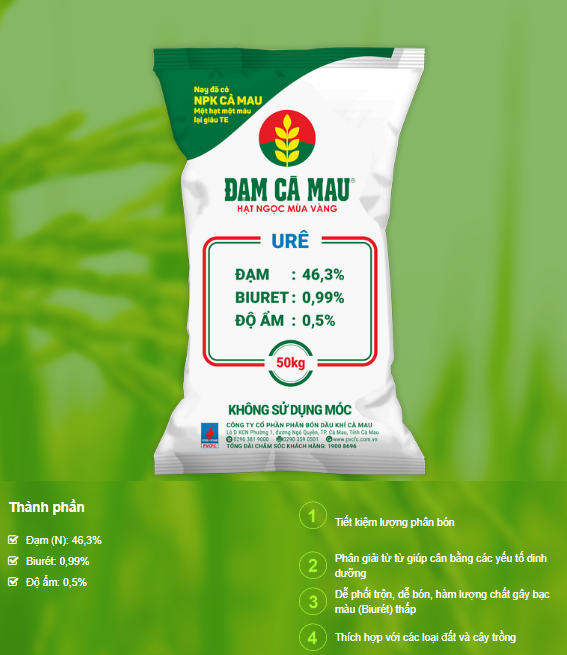 Nay đã có
NPK CÀ MAU
Một hạt một màu
lại giàu TE
ĐẠM CÀ MAU®
HẠT NGỌC MÙA VÀNG
URÊ
ĐẠM : 46,3%
BIURET : 0,99%
ĐỘ ẨM : 0,5%
50kg
KHÔNG SỬ DỤNG MÓC
CÔNG TY CỔ PHẦN PHÂN BÓN DẦU KHÍ CÀ MAU
Lô D KCN Phường 1, đường Ngô Quyền, TP. Cà Mau, Tỉnh Cà Mau
0290 381 9000 0290 359 0501 www.pvcfc.com.vn
TỔNG ĐÀI CHĂM SÓC KHÁCH HÀNG: 1900 8696
PVCFC
Thành phần
Đạm (N): 46,3%
Biurét: 0,99%
Độ ẩm: 0,5%
1 Tiết kiệm lượng phân bón
2 Phân giải từ từ giúp cân bằng các yếu tố dinh
dưỡng
3 Dễ phối trộn, dễ bón, hàm lượng chất gây bạc
màu (Biurét) thấp
4 Thích hợp với các loại đất và cây trồng